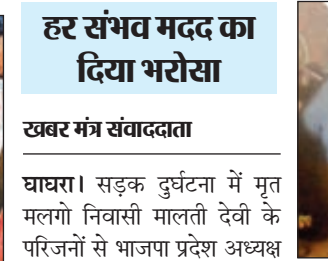 हर संभव मदद का
दिया भरोसा
खबर मंत्र संवाददाता
घाघरा। सड़क दुर्घटना में मृत
मलगो निवासी मालती देवी के
परिजनों से भाजपा प्रदेश अध्यक्ष